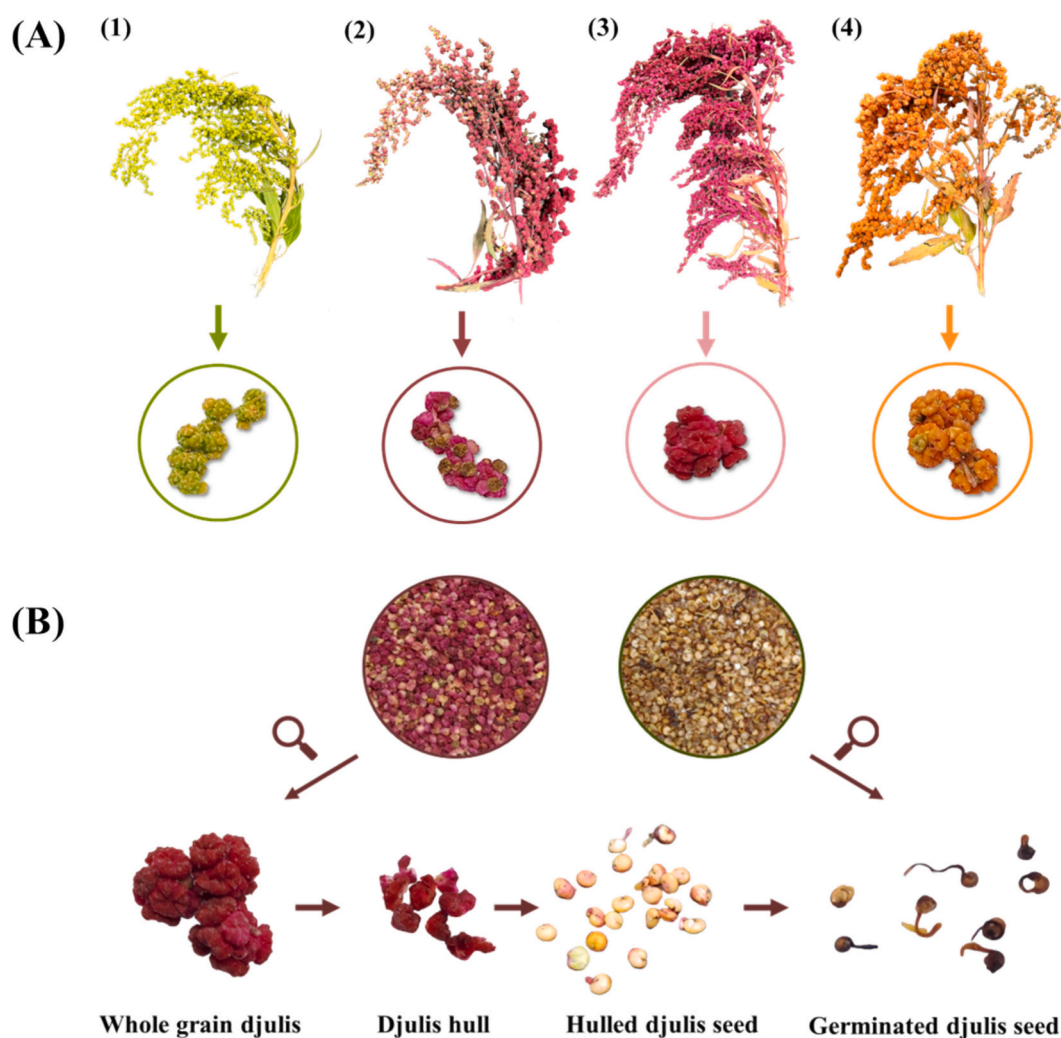 (A)
(1)
(2)
(3)
(4)
(B)
Whole grain djulis
Djulis hull
Hulled djulis seed
Germinated djulis seed